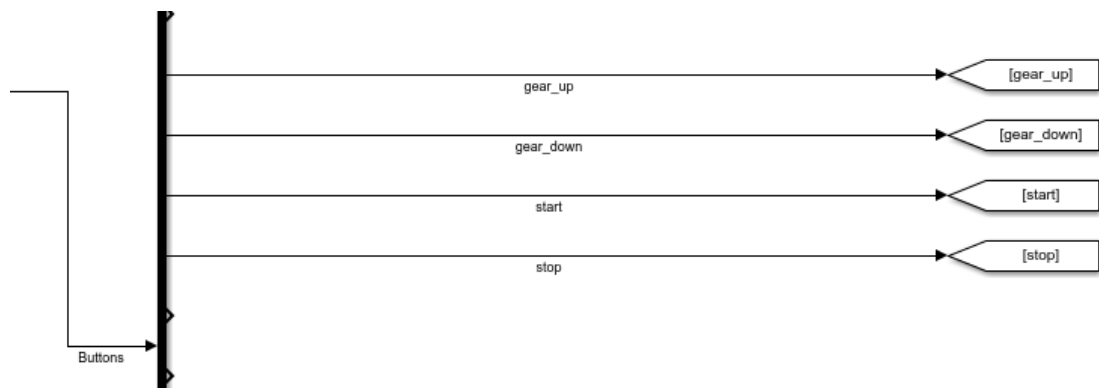 [gear_up]
gear_up
[gear_down]
gear_down
[start]
start
[stop]
stop
Buttons